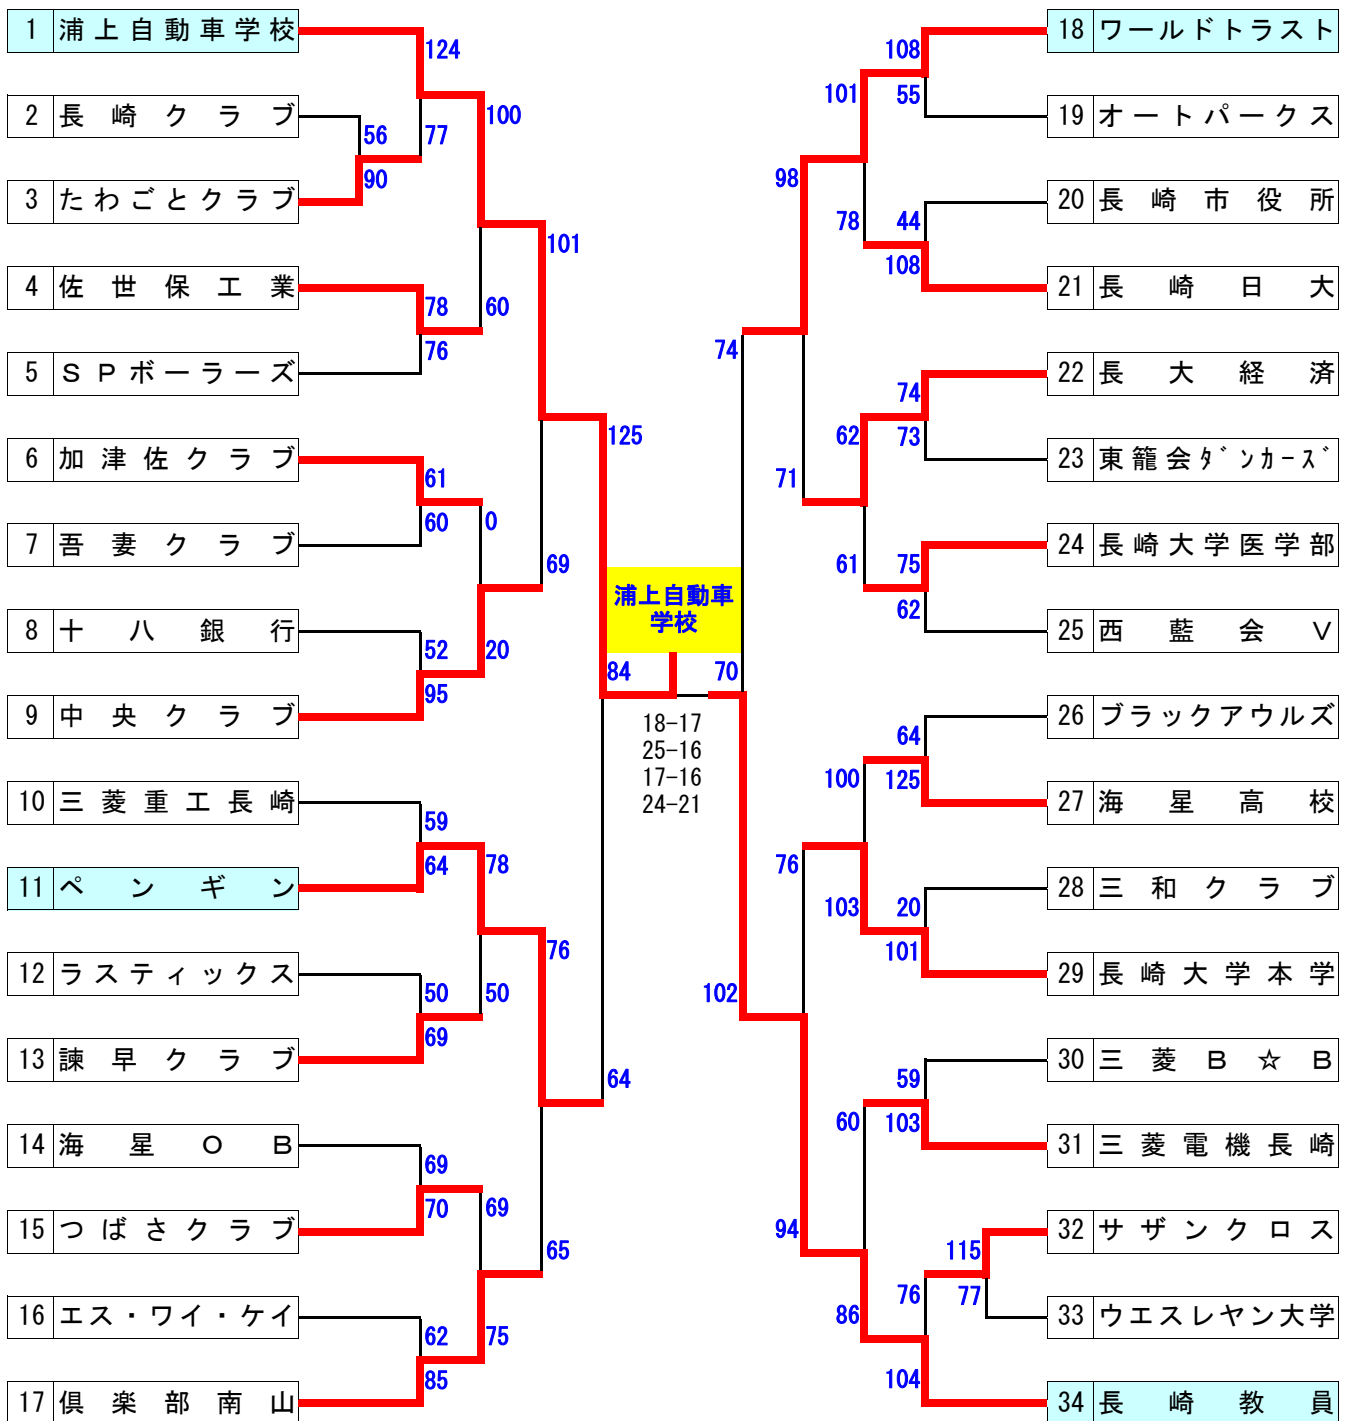 1 浦上自動車学校
2 長崎クラブ
3 たわごとクラブ
4 佐世保工業
5 ＳＰボーラーズ
6 加津佐クラブ
7 吾妻クラブ
8 十八銀行
9 中央クラブ
10 三菱重工長崎
11 ペンギン
12 ラスティックス
13 諫早クラブ
14 海星ＯＢ
15 つばさクラブ
16 エス・ワイ・ケイ
17 倶楽部南山
124
77
56
90
100
60
78
76
101
69
61
60
0
20
52
95
125
64
59
64
78
50
50
69
76
65
69
70
69
75
62
85
浦上自動車
学校
84 70
18-17
25-16
17-16
24-21
74
102
98
71
101
78
108
55
44
108
62
61
74
73
75
62
76
94
100
103
64
125
20
101
60
86
59
103
76
104
115
77
18 ワールドトラスト
19 オートパークス
20 長崎市役所
21 長崎日大
22 長大経済
23 東籠会ﾀﾞﾝｶｰｽﾞ
24 長崎大学医学部
25 西藍会Ｖ
26 ブラックアウルズ
27 海星高校
28 三和クラブ
29 長崎大学本学
30 三菱Ｂ☆Ｂ
31 三菱電機長崎
32 サザンクロス
33 ウエスレヤン大学
34 長崎教員